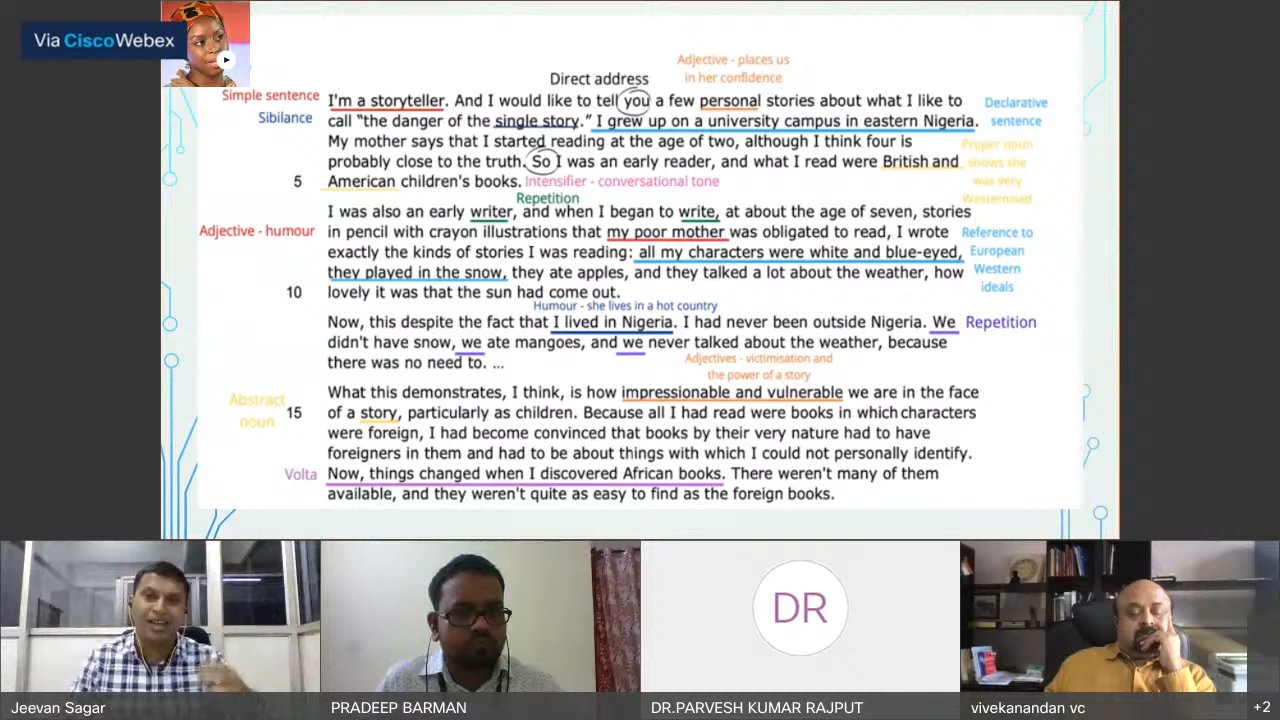 Via CiscoWebex
Adjective - places us
in her confidence
Direct address
Simple sentence
I'm a storyteller. And I would like to tell you a few personal stories about what I like to
Declarative
sentence
Sibilance
call "the danger of the single story." I grew up on a university campus in eastern Nigeria.
My mother says that I started reading at the age of two, although I think four is
Proper noun
shows she
was very
Westernised
probably close to the truth. So I was an early reader, and what I read were British and
5
American children's books.
Intensifier - conversational tone
Repetition
I was also an early writer, and when I began to write, at about the age of seven, stories
Adjective - humour
in pencil with crayon illustrations that my poor mother was obligated to read, I wrote
Reference to
European
Western
ideals
exactly the kinds of stories I was reading: all my characters were white and blue-eyed,
they played in the snow, they ate apples, and they talked a lot about the weather, how
10
lovely it was that the sun had come out.
Humour - she lives in a hot country
Now, this despite the fact that I lived in Nigeria. I had never been outside Nigeria. We
Repetition
didn't have snow, we ate mangoes, and we never talked about the weather, because
there was no need to. ...
Adjectives - victimisation and
the power of a story
What this demonstrates, I think, is how impressionable and vulnerable we are in the face
Abstract
noun
15
of a story, particularly as children. Because all I had read were books in which characters
were foreign, I had become convinced that books by their very nature had to have
foreigners in them and had to be about things with which I could not personally identify.
Volta
Now, things changed when I discovered African books. There weren't many of them
available, and they weren't quite as easy to find as the foreign books.
DR
Jeevan Sagar
PRADEEP BARMAN
DR.PARVESH KUMAR RAJPUT
vivekanandan vc
+2